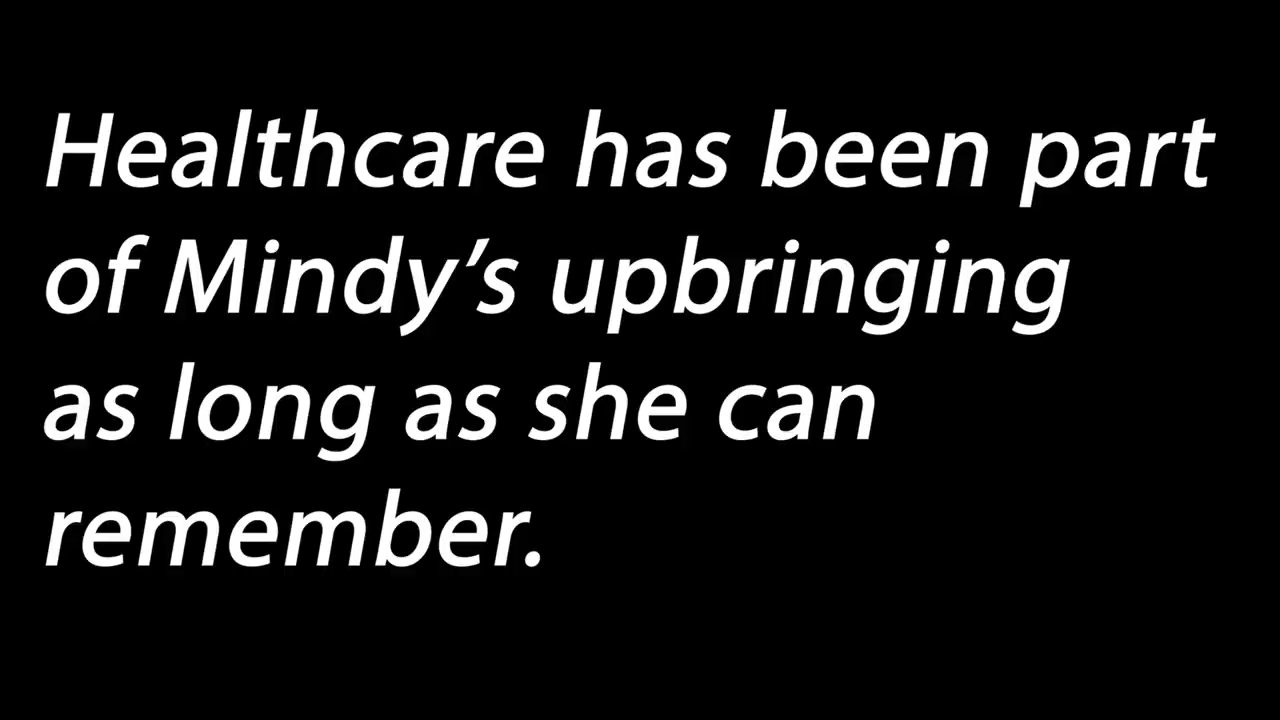 Healthcare has been part
of Mindy’s upbringing
as long as she can
remember.